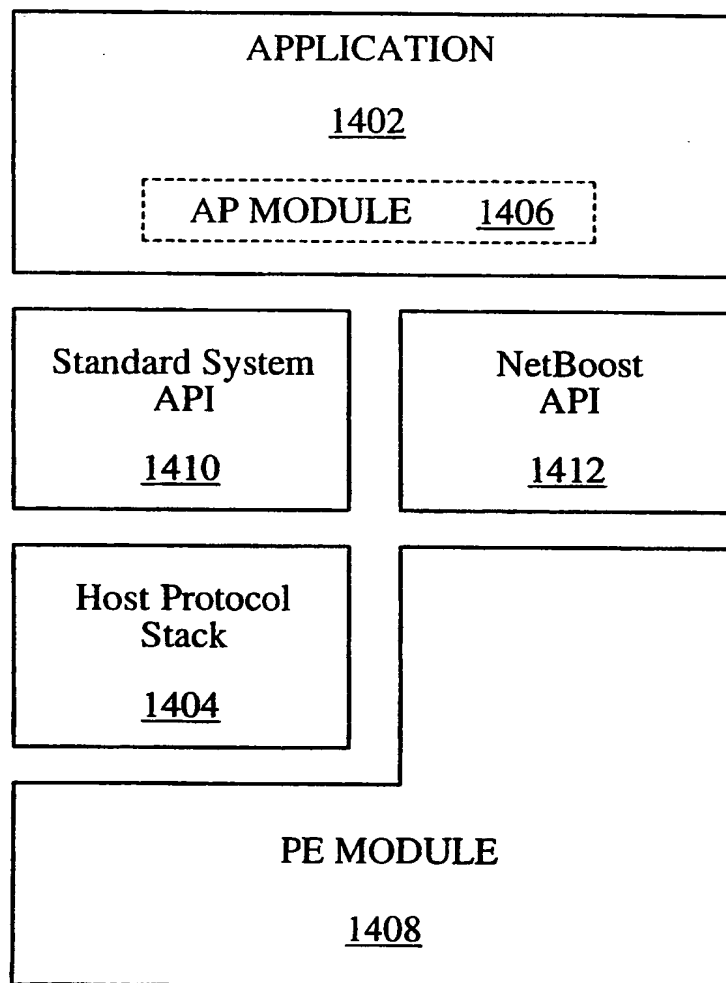 APPLICATION
1402
AP MODULE 1406
Standard System
API
1410
NetBoost
API
1412
Host Protocol
Stack
1404
PE MODULE
1408